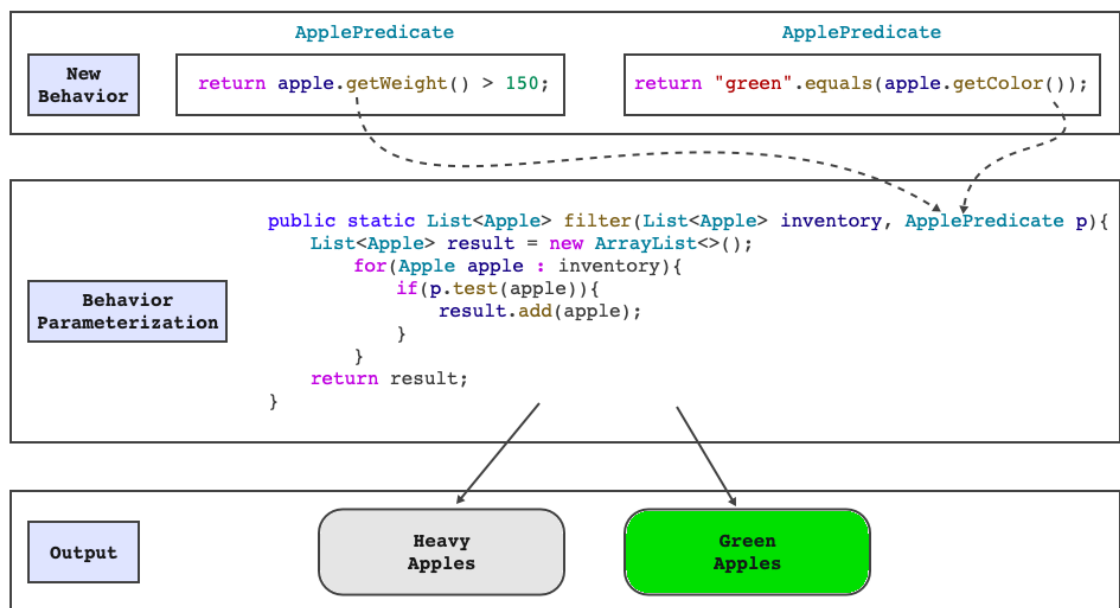 ApplePredicate
ApplePredicate
New
Behavior
return apple.getWeight() > 150;
return "green".equals(apple.getColor());
public static List<Apple> filter(List<Apple> inventory, ApplePredicate p){
List<Apple> result = new ArrayList<>();
for(Apple apple : inventory){
if(p.test(apple)){
result.add(apple);
}
}
return result;
}
Behavior
Parameterization
Output
Heavy
Apples
Green
Apples